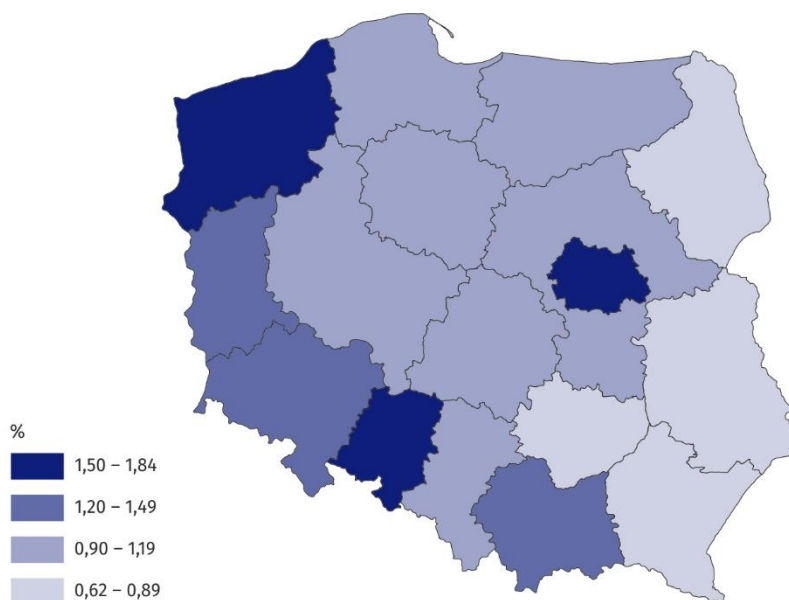 %
1,50 – 1,84
1,20 – 1,49
0,90 – 1,19
0,62 – 0,89